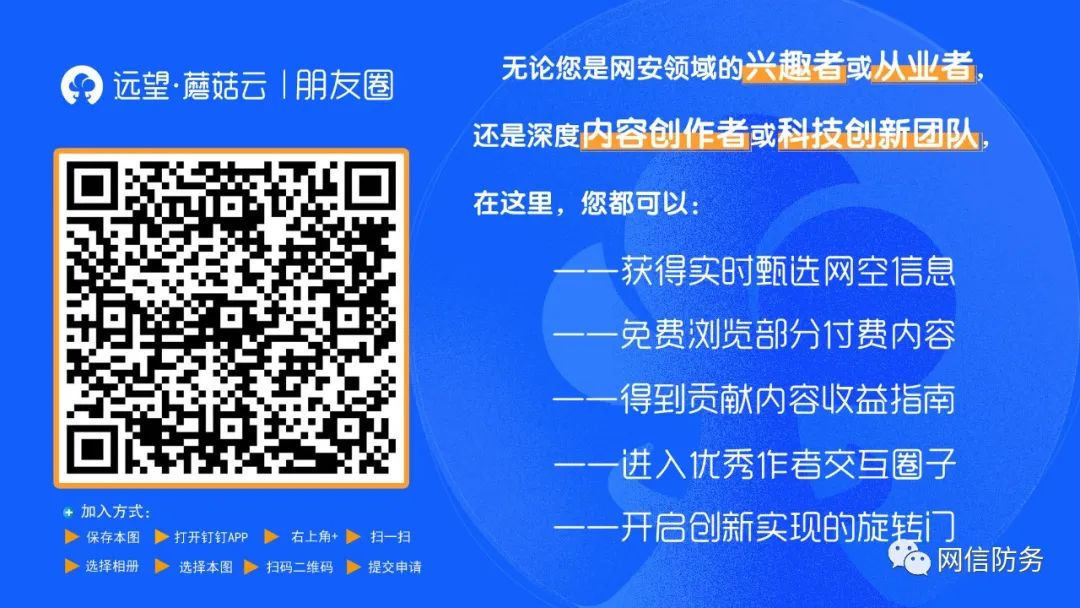 远望·蘑菇云 | 朋友圈
无论您是网安领域的兴趣者或从业者，
还是深度内容创作者或科技创新团队，
在这里，您都可以：
——获得实时甄选网空信息
——免费浏览部分付费内容
——得到贡献内容收益指南
——进入优秀作者交互圈子
——开启创新实现的旋转门
加入方式：
保存本图 打开钉钉APP 右上角+ 扫一扫
选择相册 选择本图 扫码二维码 提交申请
网信防务